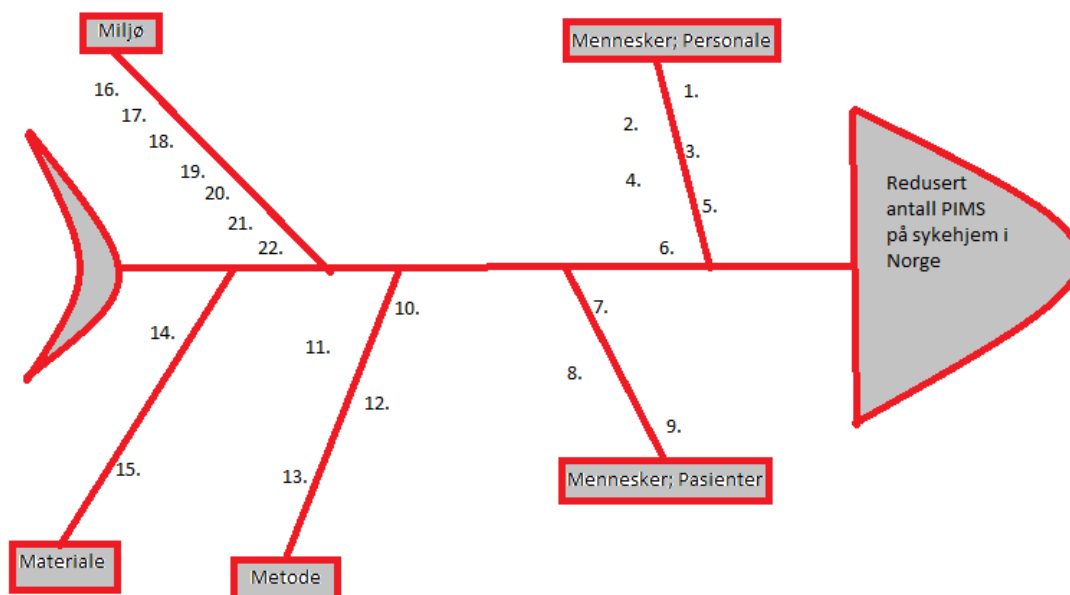 Miljø
Mennesker; Personale
16.
1.
17.
2.
18.
3.
19.
4.
20.
5.
21.
22.
6.
Redusert
antall PIMS
på sykehjem i
Norge
14.
10.
7.
11.
8.
12.
9.
15.
13.
Mennesker; Pasienter
Materiale
Metode